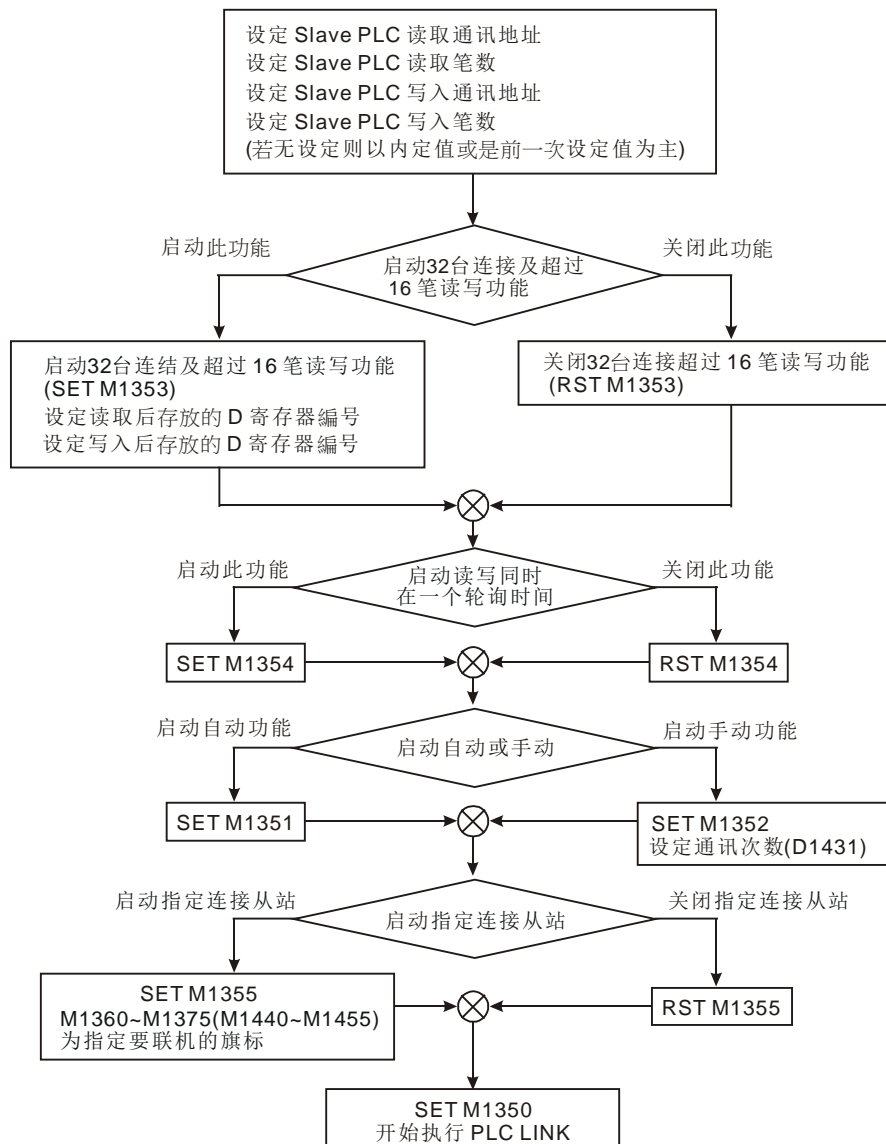 设定 Slave PLC 读取通讯地址
设定 Slave PLC 读取笔数
设定 Slave PLC 写入通讯地址
设定 Slave PLC 写入笔数
(若无设定则以内定值或是前一次设定值为主)
启动此功能
关闭此功能
启动32台连接及超过
16 笔读写功能
启动32台连结及超过 16 笔读写功能
(SET M1353)
设定读取后存放的 D 寄存器編号
设定写入后存放的 D 寄存器編号
关闭32台连接超过 16 笔读写功能
(RST M1353)
启动此功能
关闭此功能
启动读写同时
在一个轮询时间
SET M1354
RST M1354
启动自动功能
启动手动功能
启动自动或手动
SET M1351
SET M1352
设定通讯次数(D1431)
启动指定连接从站
关闭指定连接从站
启动指定连接从站
SET M1355
M1360~M1375(M1440~M1455)
为指定要联机的旗标
RST M1355
SET M1350
开始执行 PLC LINK